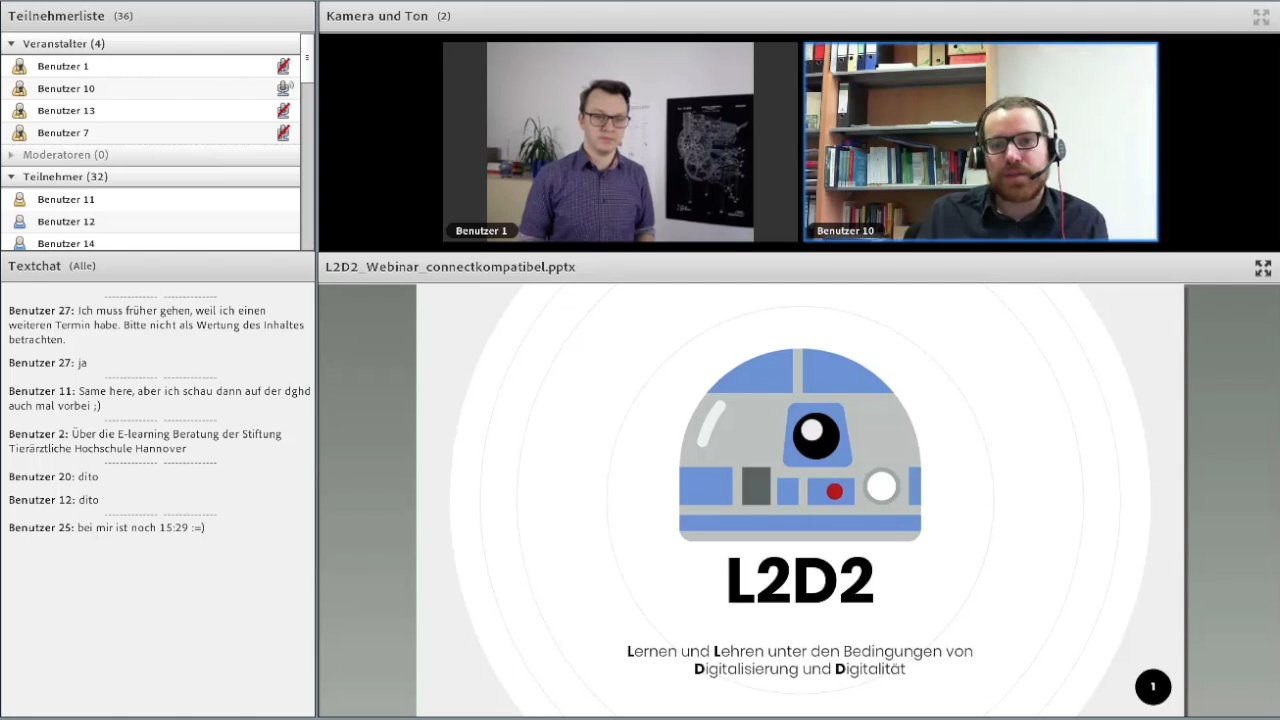 Teilnehmerliste (36)
Veranstalter (4)
Benutzer 1
Benutzer 10
Benutzer 13
Benutzer 7
Moderatoren (0)
Teilnehmer (32)
Benutzer 11
Benutzer 12
Benutzer 14
Textchat (Alle)
Benutzer 27: Ich muss früher gehen, weil ich einen
weiteren Termin habe. Bitte nicht als Wertung des Inhaltes
betrachten.
Benutzer 27: ja
Benutzer 11: Same here, aber ich schau dann auf der dghd
auch mal vorbei ;)
Benutzer 2: Über die E-learning Beratung der Stiftung
Tierärztliche Hochschule Hannover
Benutzer 20: dito
Benutzer 12: dito
Benutzer 25: bei mir ist noch 15:29 :=)
Kamera und Ton (2)
Benutzer 1
Benutzer 10
L2D2_Webinar_connectkompatibel.pptx
L2D2
Lernen und Lehren unter den Bedingungen von
Digitalisierung und Digitalität
1